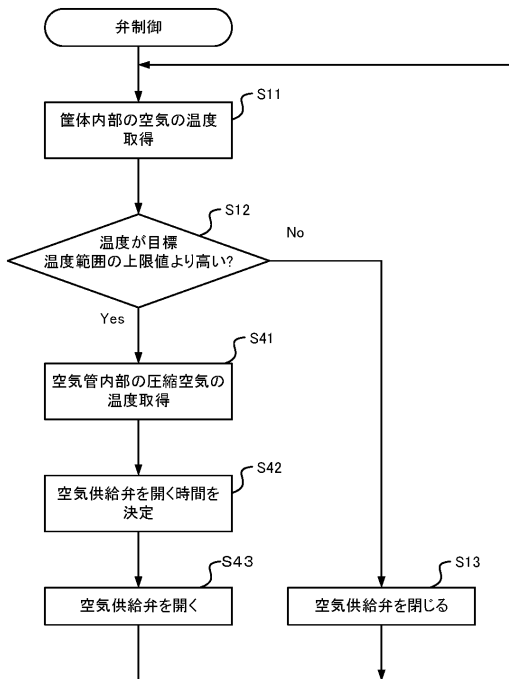 弁制御
S11
筐体内部の空気の温度
取得
S12
温度が目標
温度範囲の上限値より高い?
No
Yes
S41
空気管内部の圧縮空気の
温度取得
S42
空気供給弁を開く時間を
決定
S43
空気供給弁を開く
S13
空気供給弁を閉じる